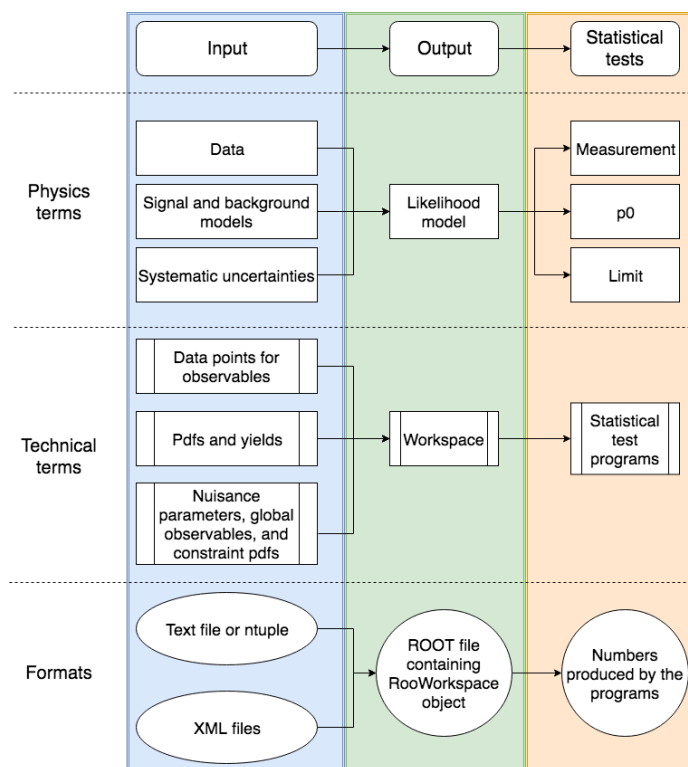 Input
Output
Statistical
tests
Physics
terms
Data
Signal and background
models
Systematic uncertainties
Likelihood
model
Measurement
p0
Limit
Technical
terms
Data points for
observables
Pdfs and yields
Nuisance
parameters, global
observables, and
constraint pdfs
Workspace
Statistical
test
programs
Formats
Text file or ntuple
XML files
ROOT file
containing
RooWorkspace
object
Numbers
produced by the
programs